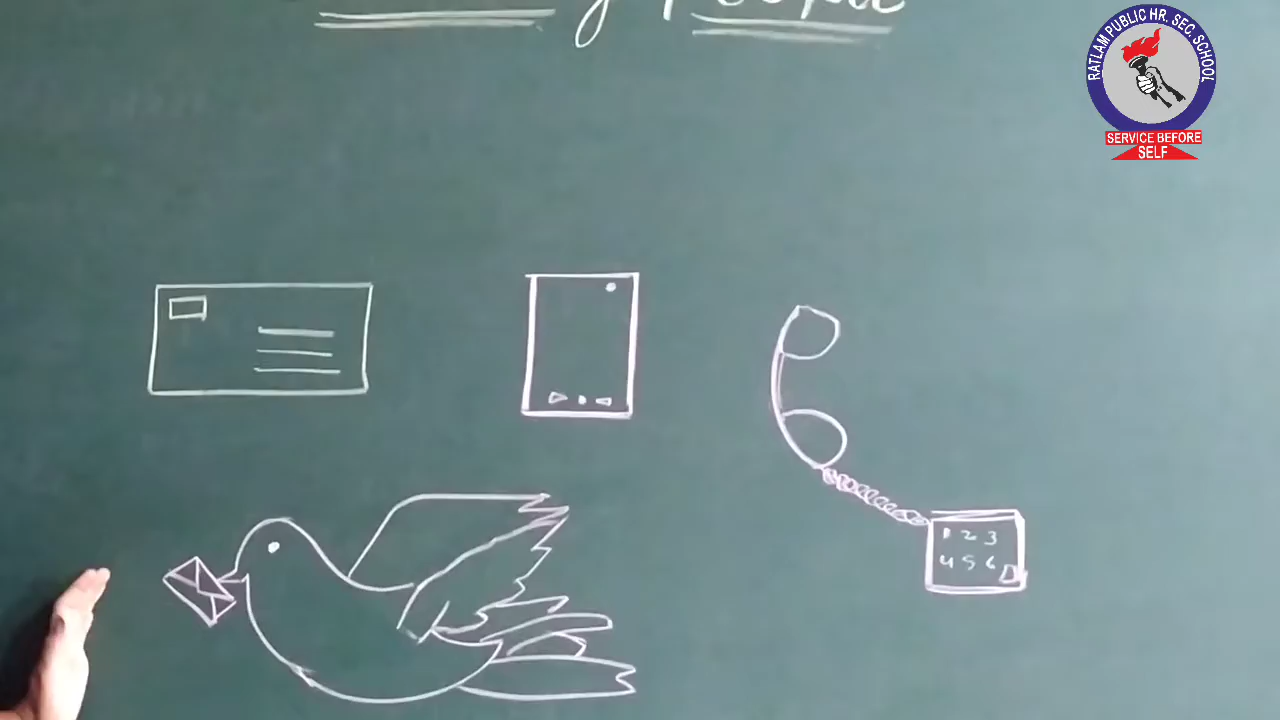 RATLAM PUBLIC HR. SEC. SCHOOL
SERVICE BEFORE
SELF
1 2 3
4 5 6